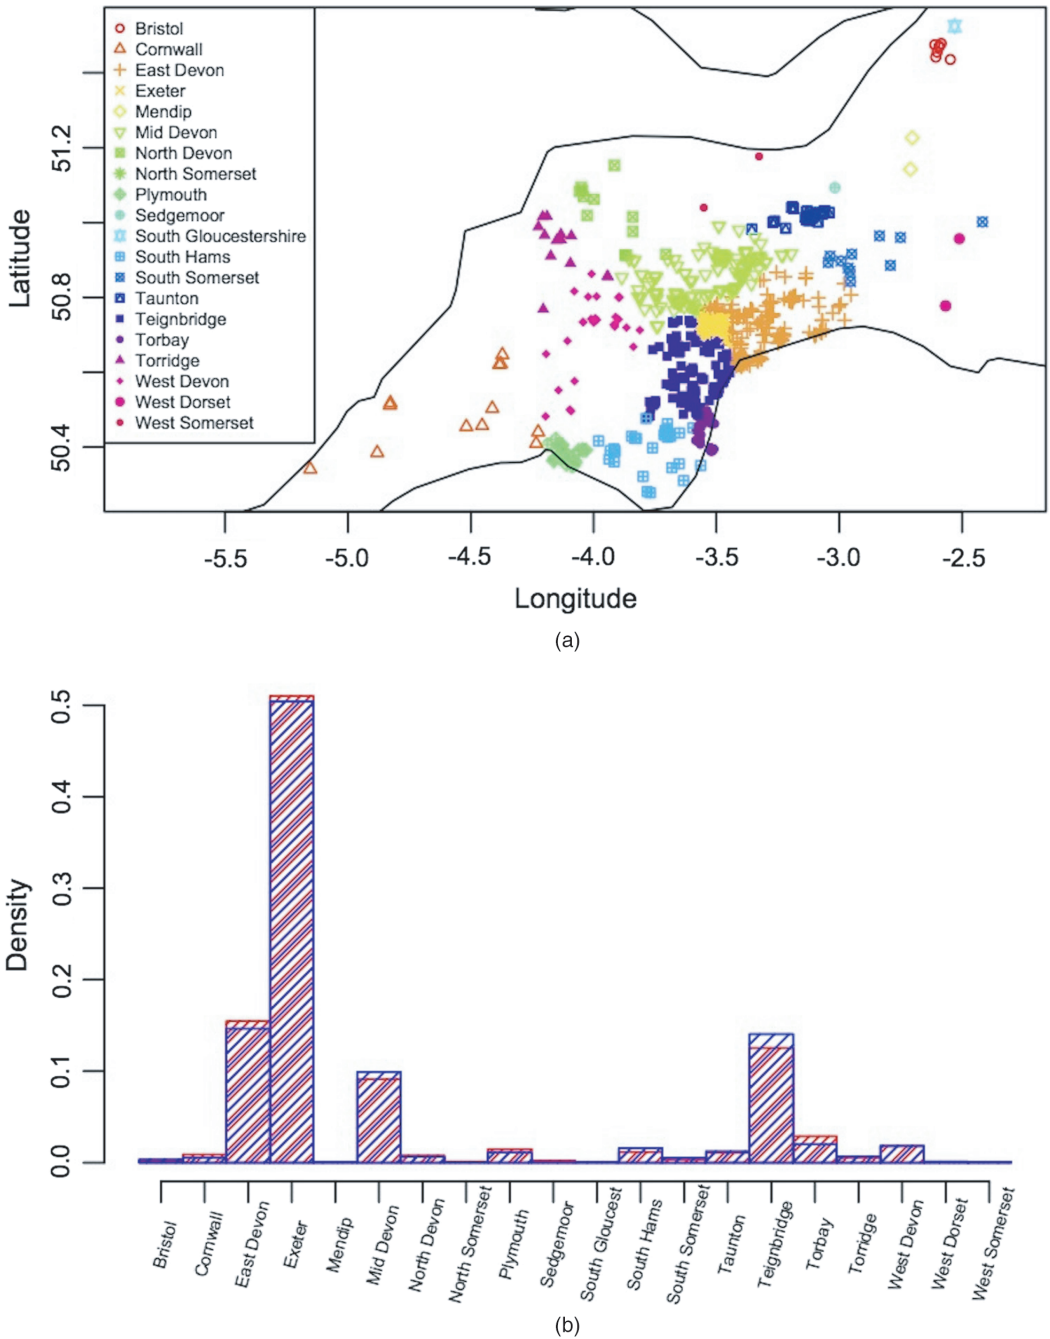 Bristol
Cornwall
East Devon
Exeter
Mendip
Mid Devon
North Devon
North Somerset
Plymouth
Sedgemoor
South Gloucestershire
South Hams
South Somerset
Taunton
Teignbridge
Torbay
Torridge
West Devon
West Dorset
West Somerset
Latitude
51.2
50.8
50.4
-5.5 -5.0 -4.5 -4.0 -3.5 -3.0 -2.5
Longitude
(a)
Density
0.5
0.4
0.3
0.2
0.1
0.0
Bristol
Cornwall
East Devon
Exeter
Mendip
Mid Devon
North Devon
North Somerset
Plymouth
Sedgemoor
South Gloucest
South Hams
South Somerset
Taunton
Teignbridge
Torbay
Torridge
West Devon
West Dorset
West Somerset
(b)